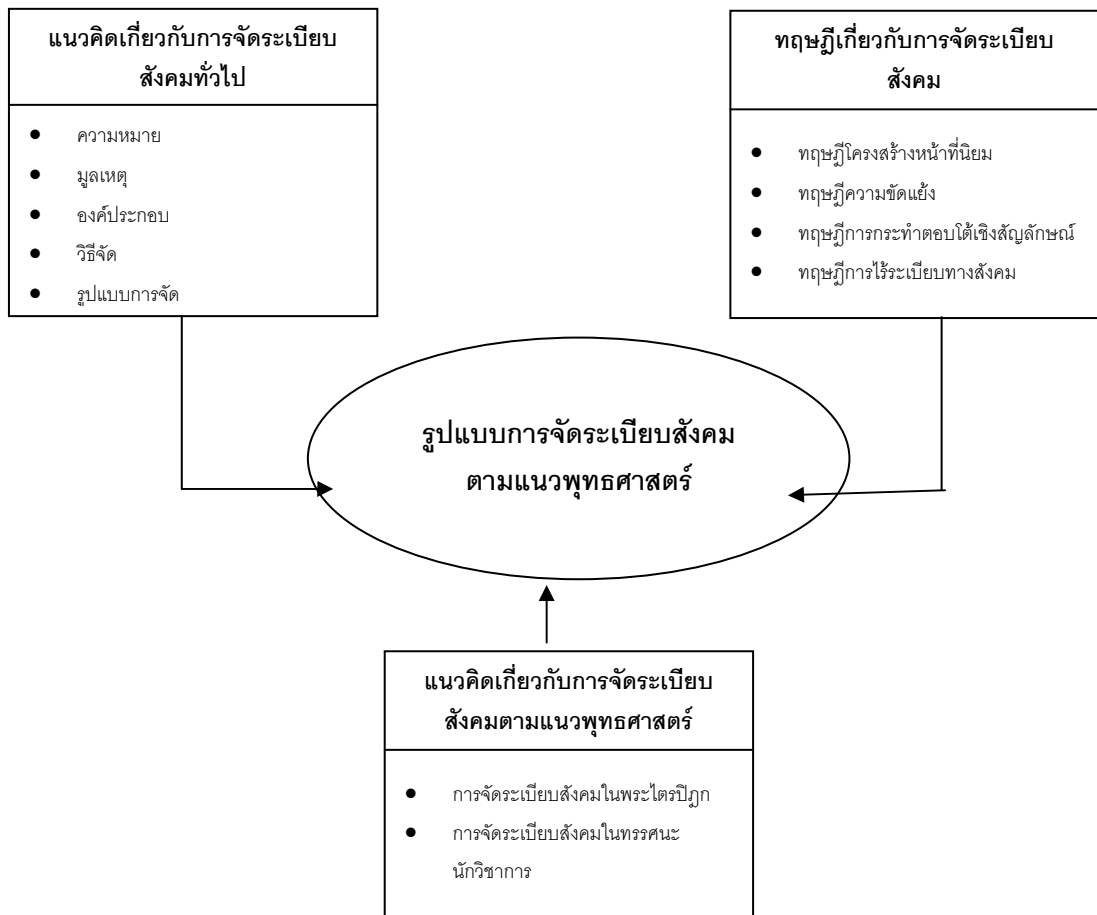 แนวคิดเกี่ยวกับการจัดระเบียบ
สังคมทั่วไป
● ความหมาย
● มูลเหตุ
● องค์ประกอบ
● วิธีจัด
● รูปแบบการจัด
ทฤษฎีเกี่ยวกับการจัดระเบียบ
สังคม
● ทฤษฎีโครงสร้างหน้าที่นิยม
● ทฤษฎีความขัดแย้ง
● ทฤษฎีการกระทำตอบโต้เชิงสัญลักษณ์
● ทฤษฎีการไร้ระเบียบทางสังคม
รูปแบบการจัดระเบียบสังคม
ตามแนวพุทธศาสตร์
แนวคิดเกี่ยวกับการจัดระเบียบ
สังคมตามแนวพุทธศาสตร์
● การจัดระเบียบสังคมในพระไตรปิฎก
● การจัดระเบียบสังคมในทรรศนะ
นักวิชาการ